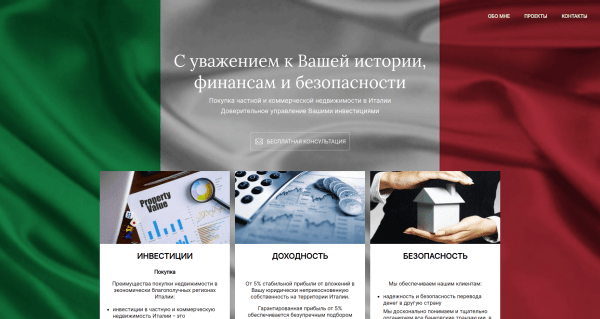 ОБО МНЕ ПРОЕКТЫ КОНТАКТЫ
С уважением к Вашей истории,
финансам и безопасности
Покупка частной и коммерческой недвижимости в Италии
Доверительное управление Вашими инвестициями
БЕСПЛАТНАЯ КОНСУЛЬТАЦИЯ
Property
Value
ИНВЕСТИЦИИ
Покупка
Преимущества покупки недвижимости в
экономически благополучных регионах
Италии:
инвестиции в частную и коммерческую
недвижимость Италии – это
ДОХОДНОСТЬ
От 5% стабильной прибыли от вложений в
Вашу юридически неприкосновенную
собственность на территории Италии.
Гарантированная прибыль от 5%
обеспечивается безупречным подбором
БЕЗОПАСНОСТЬ
Мы обеспечиваем нашим клиентам:
надежность и безопасность перевода
денег в другую страну
Мы досконально понимаем и тщательно